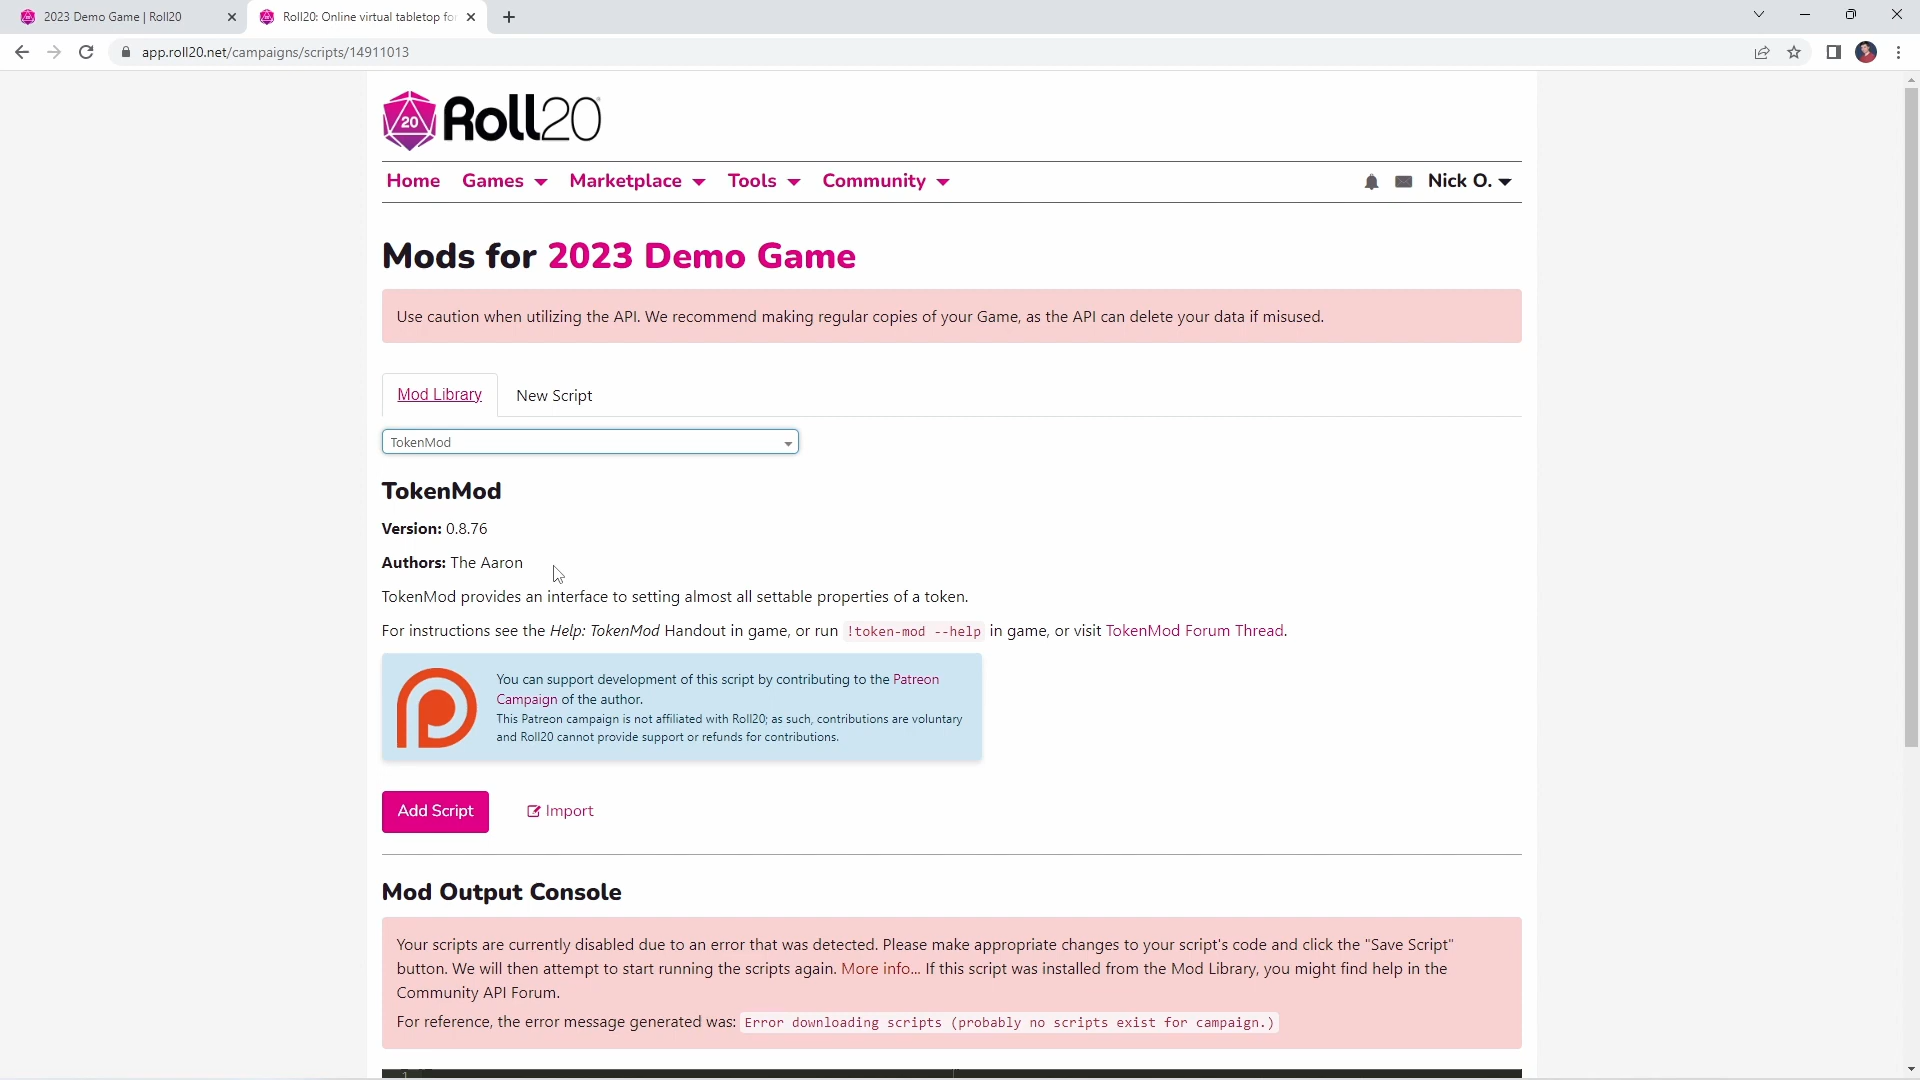 2023 Demo Game | Roll20
Roll20: Online virtual tabletop for
app.roll20.net/campaigns/scripts/14911013
20 Roll20
Home Games Marketplace Tools Community Nick O.
Mods for 2023 Demo Game
Use caution when utilizing the API. We recommend making regular copies of your Game, as the API can delete your data if misused.
Mod Library New Script
TokenMod
TokenMod
Version: 0.8.76
Authors: The Aaron
TokenMod provides an interface to setting almost all settable properties of a token.
For instructions see the Help: TokenMod Handout in game, or run !token-mod --help in game, or visit TokenMod Forum Thread.
You can support development of this script by contributing to the Patreon
Campaign of the author.
This Patreon campaign is not affiliated with Roll20; as such, contributions are voluntary
and Roll20 cannot provide support or refunds for contributions.
Add Script Import
Mod Output Console
Your scripts are currently disabled due to an error that was detected. Please make appropriate changes to your script's code and click the "Save Script"
button. We will then attempt to start running the scripts again. More info... If this script was installed from the Mod Library, you might find help in the
Community API Forum.
For reference, the error message generated was: Error downloading scripts (probably no scripts exist for campaign.)